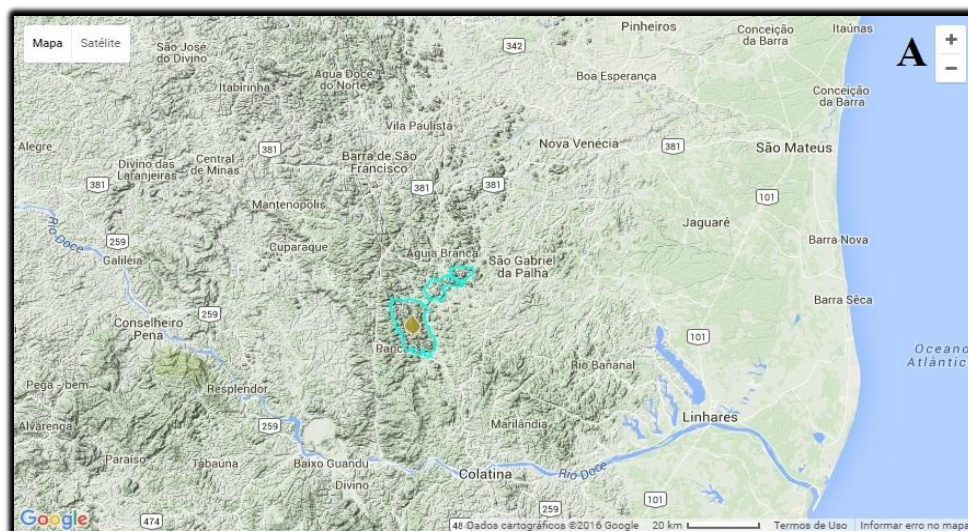 Mapa
Satélite
A
+
−
São José
do Divino
Itabirinha
Água Doce
do Norte
342
Pinheiros
Conceição
da Barra
Itaúnas
Boa Esperança
Conceição
da Barra
Vila Paulista
Alegre
Divino das
Laranjeiras
Central
de Minas
381
Barra de São
Francisco
Nova Venécia
381
São Mateus
381
381
381
Mantenópolis
101
Jaguaré
Rio Doce
259
Galiléia
Cuparaque
Águia Branca
São Gabriel
da Palha
Barra Nova
Barra Sêca
259
Conselheiro
Pena
101
Oceano
Atlântico
Rio Bananal
Pega - bem
Resplendor
Alvarenga
259
Marilândia
Linhares
Paraíso
Tabaúna
Baixo Guandu
Colatina
Rio Doce
Divino
101
474
Google
Dados cartográficos ©2016 Google
20 km
Termos de Uso
Informar erro no mapa